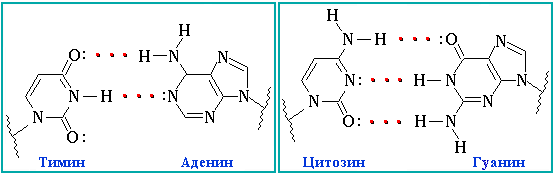 H
O: H N N
N H :N N
N
N
O:
Тимин Аденин
H
N H :O
N
N: H N
N
N N
O: H N
H
Цитозин Гуанин